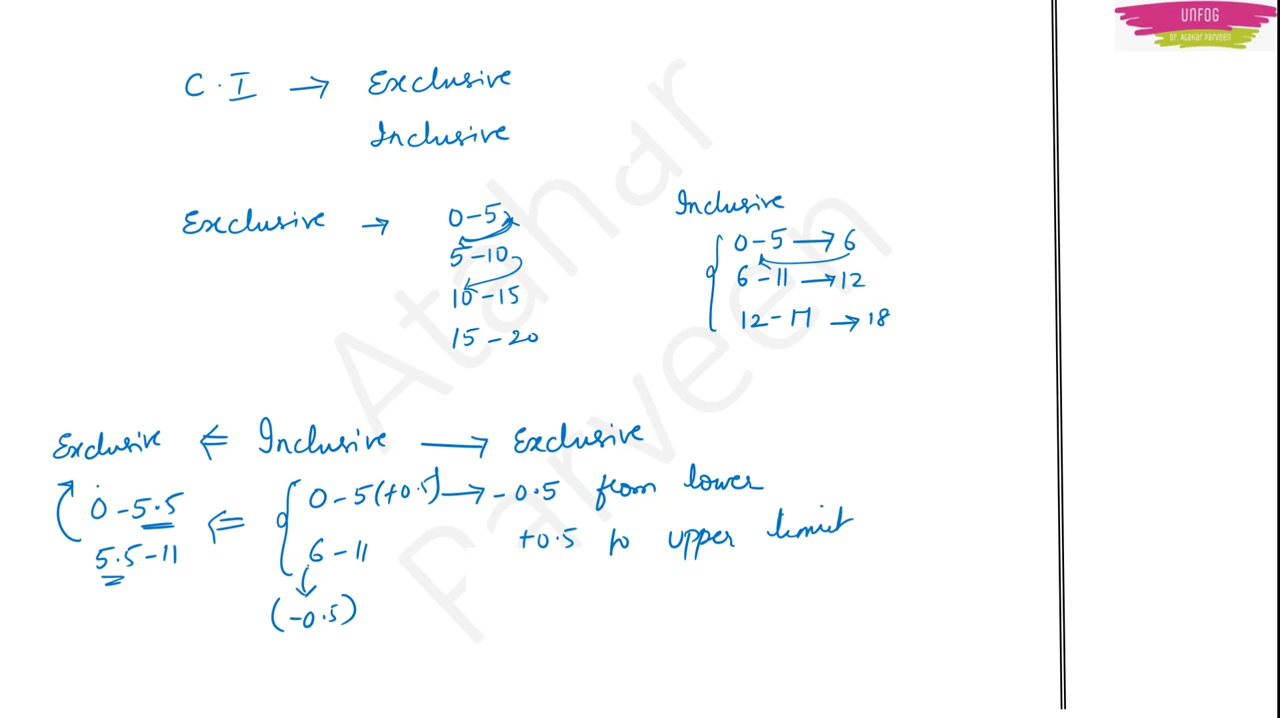 UNFOG
Dr. Atahar Parveen
C.I → Exclusive
Inclusive
Exclusive →
0-5
5-10
10-15
15-20
Inclusive
0-5 → 6
6-11 → 12
12-17 → 18
Exclusive ⇐ Inclusive → Exclusive
0-5.5 ⇐ 0-5(+0.5) → -0.5 from lower
5.5-11 6-11 +0.5 to upper limit
(-0.5)
Atahar
Parveen